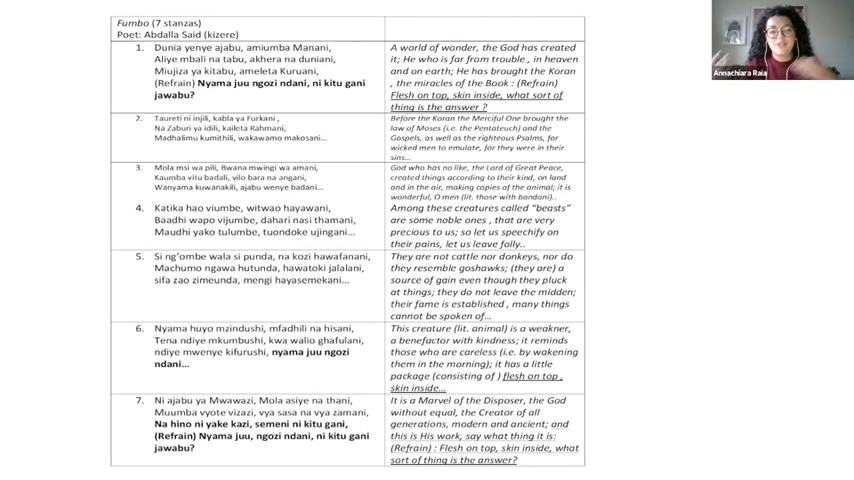 Fumbo (7 stanzas)
Poet: Abdalla Said (kizere)
1. Dunia yenye ajabu, amiumba Manani,
Aliye mbali na tabu, akhera na duniani,
Miujiza ya kitabu, ameleta Kuruani,
(Refrain) Nyama juu ngozi ndani, ni kitu gani
jawabu?
A world of wonder, the God has created
it; He who is far from trouble , in heaven
and on earth; He has brought the Koran
, the miracles of the Book : (Refrain)
Flesh on top, skin inside, what sort of
thing is the answer ?
2. Taureti ni injili, kabla ya Furkani ,
Na Zaburi ya idili, kaileta Rahmani,
Madhalimu kumithili, wakawamo makosani...
Before the Koran the Merciful One brought the
law of Moses (i.e. the Pentateuch) and the
Gospels, as well as the righteous Psalms, for
wicked men to emulate, for they were in their
sins...
3. Mola msi wa pili, Bwana mwingi wa amani,
Kaumba vitu badali, vilo bara na angani,
Wanyama kuwanakili, ajabu wenye badani...
God who has no like, the Lord of Great Peace,
created things according to their kind, on land
and in the air, making copies of the animal; it is
wonderful, O men (lit. those with bandani)..
4. Katika hao viumbe, witwao hayawani,
Baadhi wapo vijumbe, dahari nasi thamani,
Maudhi yako tulumbe, tuondoke ujingani...
Among these creatures called “beasts”
are some noble ones , that are very
precious to us; so let us speechify on
their pains, let us leave folly..
5. Si ng'ombe wala si punda, na kozi hawafanani,
Machumo ngawa hutunda, hawatoki jalalani,
sifa zao zimeunda, mengi hayasemekani...
They are not cattle nor donkeys, nor do
they resemble goshawks; (they are) a
source of gain even though they pluck
at things; they do not leave the midden;
their fame is established , many things
cannot be spoken of...
6. Nyama huyo mzindushi, mfadhili na hisani,
Tena ndiye mkumbushi, kwa walio ghafulani,
ndiye mwenye kifurushi, nyama juu ngozi
ndani...
This creature (lit. animal) is a weakner,
a benefactor with kindness; it reminds
those who are careless (i.e. by wakening
them in the morning); it has a little
package (consisting of ) flesh on top ,
skin inside...
7. Ni ajabu ya Mwawazi, Mola asiye na thani,
Muumba vyote vizazi, vya sasa na vya zamani,
Na hino ni yake kazi, semeni ni kitu gani,
(Refrain) Nyama juu, ngozi ndani, ni kitu gani
jawabu?
It is a Marvel of the Disposer, the God
without equal, the Creator of all
generations, modern and ancient; and
this is His work, say what thing it is:
(Refrain) : Flesh on top, skin inside, what
sort of thing is the answer?
Annachiara Raia